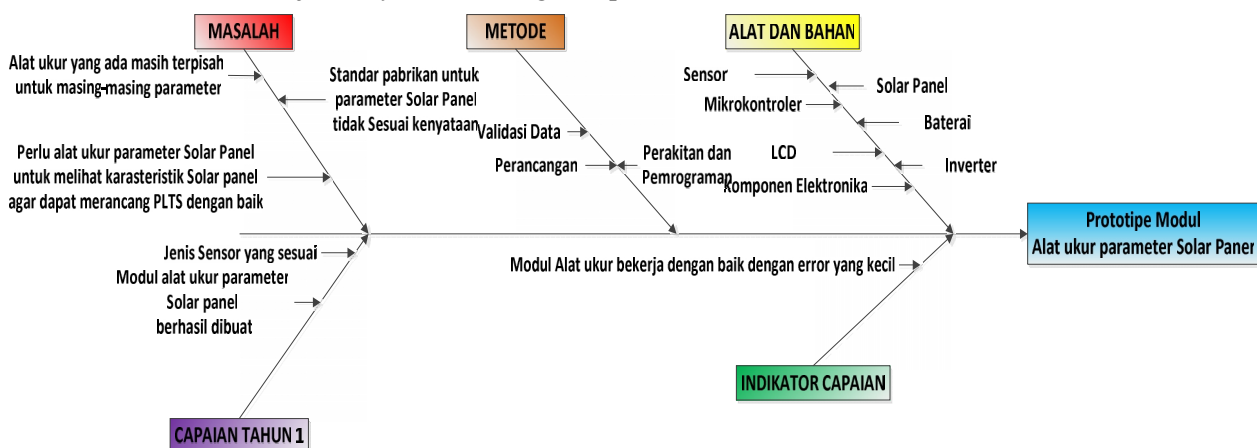 MASALAH
METODE
ALAT DAN BAHAN
Alat ukur yang ada masih terpisah
untuk masing-masing parameter
Standar pabrikan untuk
parameter Solar Panel
tidak Sesuai kenyataan
Perlu alat ukur parameter Solar Panel
untuk melihat karasteristik Solar panel
agar dapat merancang PLTS dengan baik
Validasi Data
Perancangan
Perakitan dan
Pemrograman
Sensor
Solar Panel
Mikrokontroler
Baterai
LCD
Inverter
Komponen Elektronika
Prototipe Modul
Alat ukur parameter Solar Paner
Jenis Sensor yang sesuai
Modul alat ukur parameter
Solar panel
berhasil dibuat
Modul Alat ukur bekerja dengan baik dengan error yang kecil
INDIKATOR CAPAIAN
CAPAIAN TAHUN 1